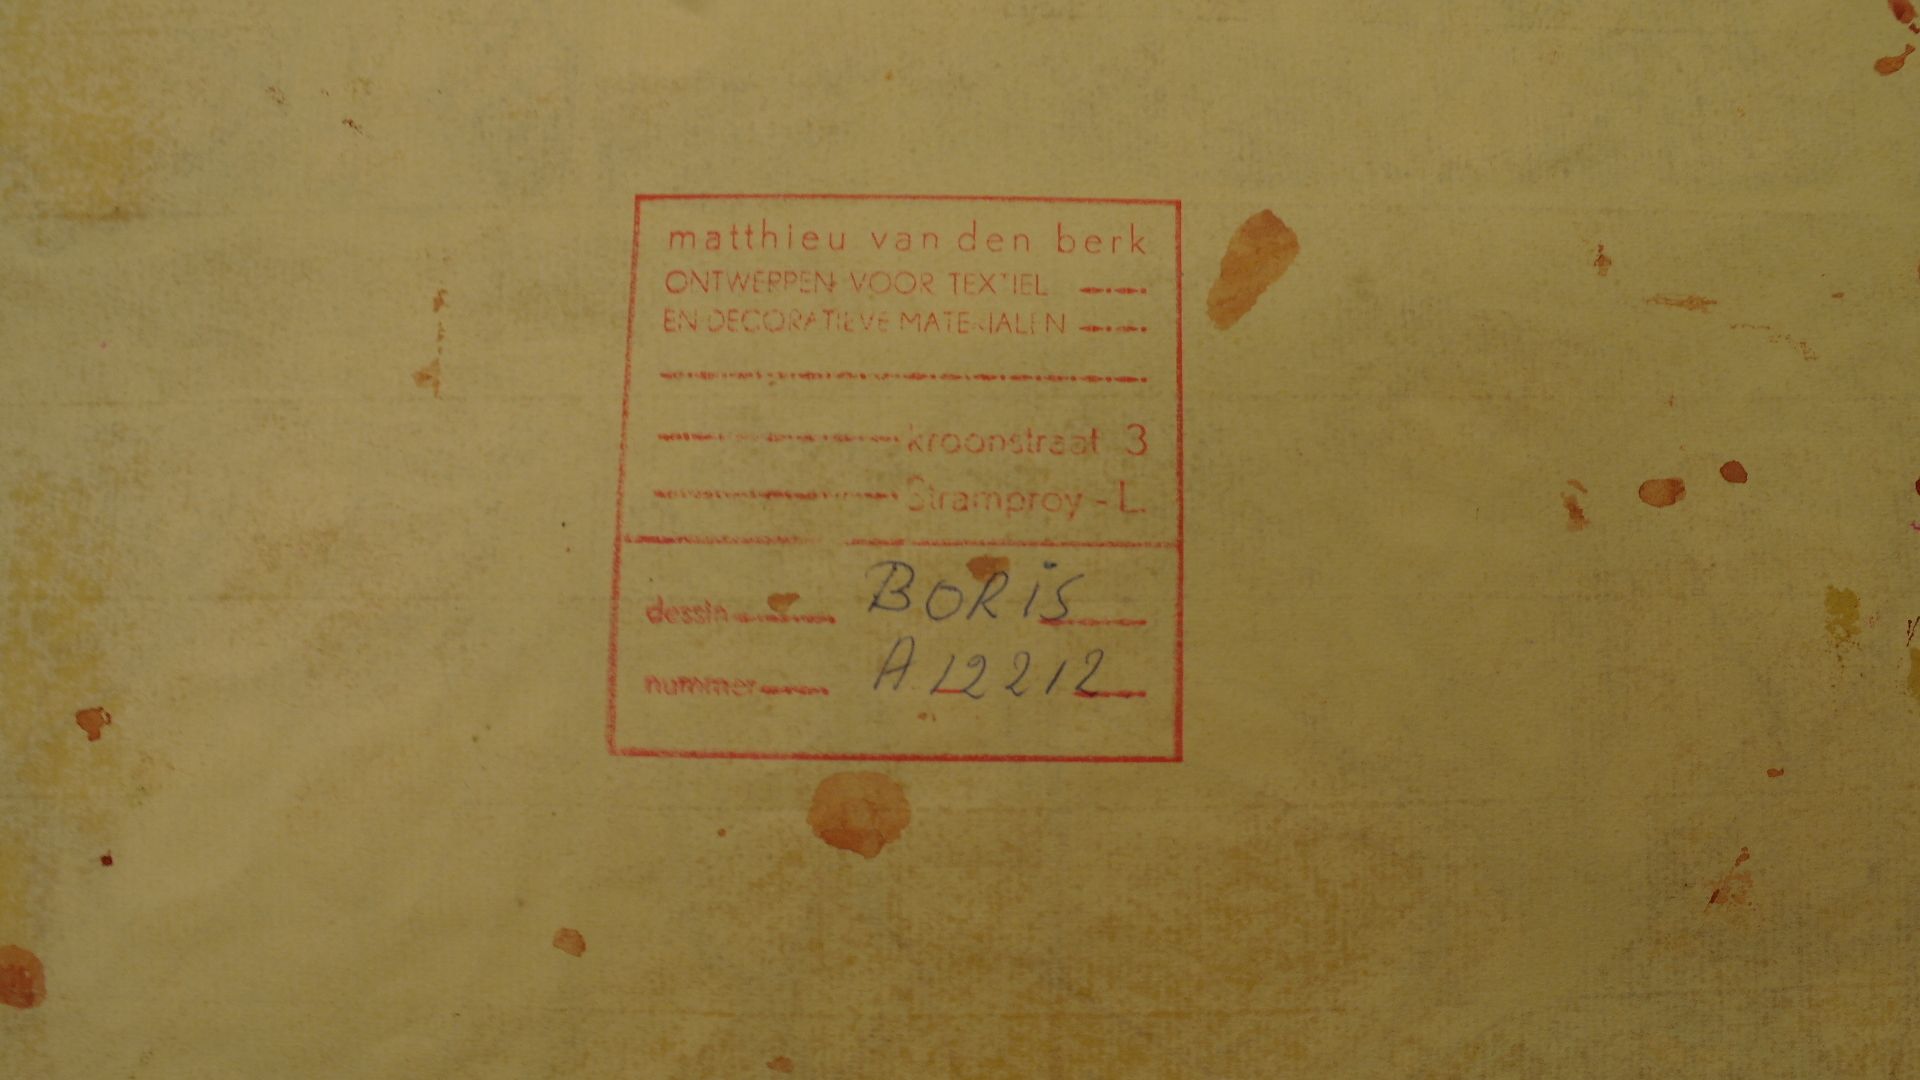 matthieu van den berk
ONTWERPEN VOOR TEXTIEL
EN DECORATIEVE MATERIALEN
kroonstraat 3
Stramproy - L.
dessin BORiS
nummer A 12212